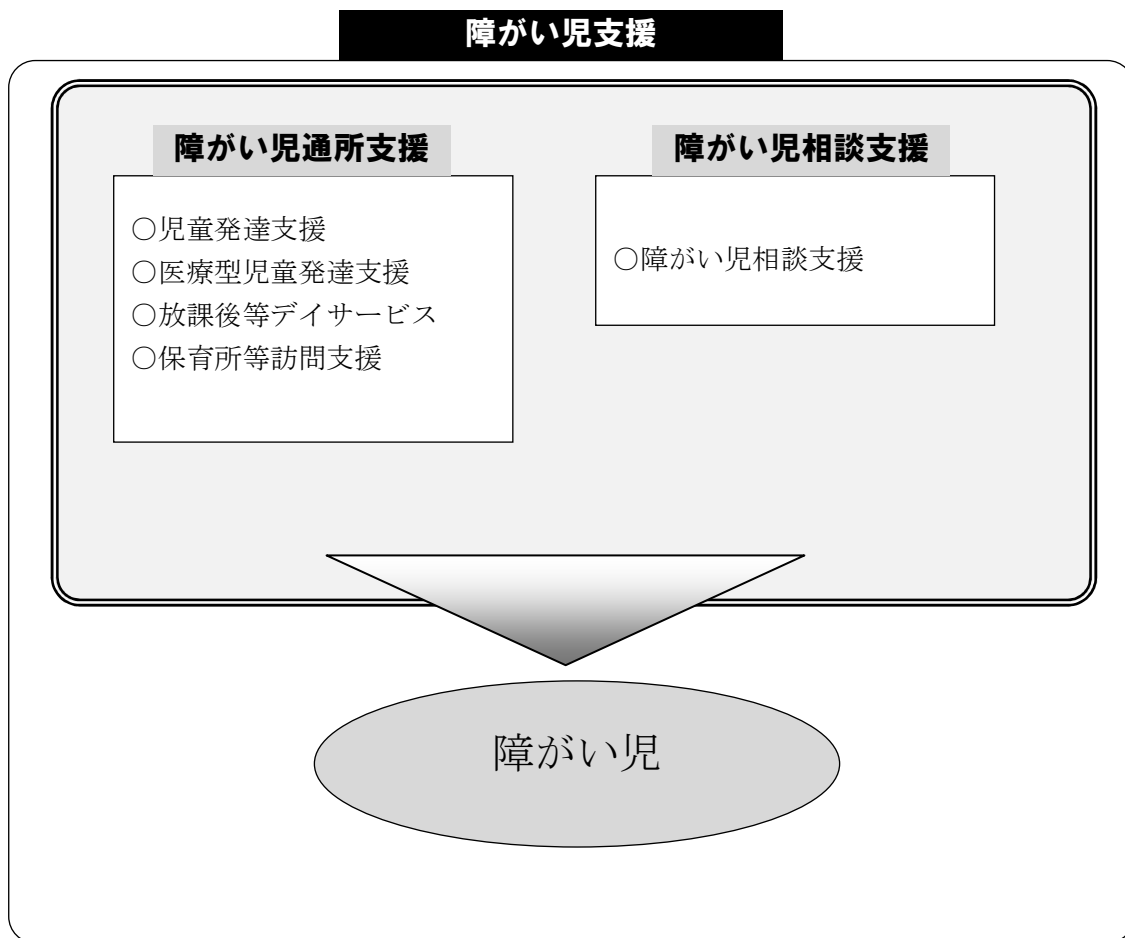 障がい児支援
障がい児通所支援
○児童発達支援
○医療型児童発達支援
○放課後等デイサービス
○保育所等訪問支援
障がい児相談支援
○障がい児相談支援
障がい児